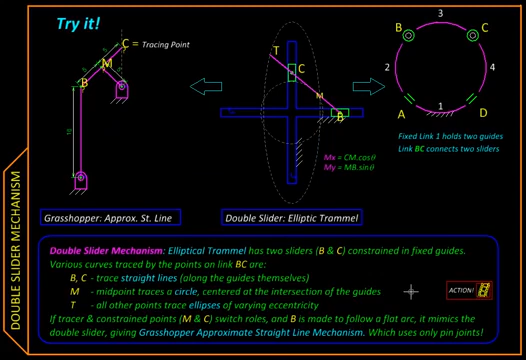 Try it!
C = Tracing Point
M
B
10
T
C
M
B
Mx = CM.cosθ
My = MB.sinθ
3
B
C
2
4
A
1
D
Fixed Link 1 holds two guides
Link BC connects two sliders
Grasshopper: Approx. St. Line
Double Slider: Elliptic Trammel
DOUBLE SLIDER MECHANISM
Double Slider Mechanism: Elliptical Trammel has two sliders (B & C) constrained in fixed guides.
Various curves traced by the points on link BC are:
B, C - trace straight lines (along the guides themselves)
M - midpoint traces a circle, centered at the intersection of the guides
T - all other points trace ellipses of varying eccentricity
If tracer & constrained points (M & C) switch roles, and B is made to follow a flat arc, it mimics the
double slider, giving Grasshopper Approximate Straight Line Mechanism. Which uses only pin joints!
ACTION!